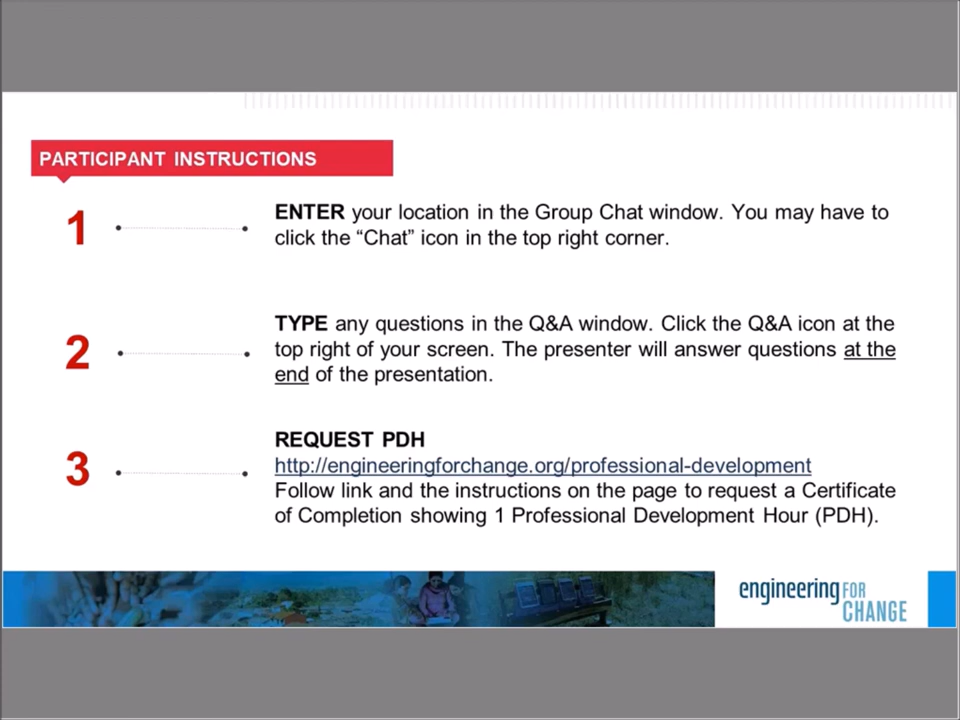 PARTICIPANT INSTRUCTIONS
1
ENTER your location in the Group Chat window. You may have to
click the “Chat” icon in the top right corner.
2
TYPE any questions in the Q&A window. Click the Q&A icon at the
top right of your screen. The presenter will answer questions at the
end of the presentation.
3
REQUEST PDH
http://engineeringforchange.org/professional-development
Follow link and the instructions on the page to request a Certificate
of Completion showing 1 Professional Development Hour (PDH).
engineering FOR
CHANGE